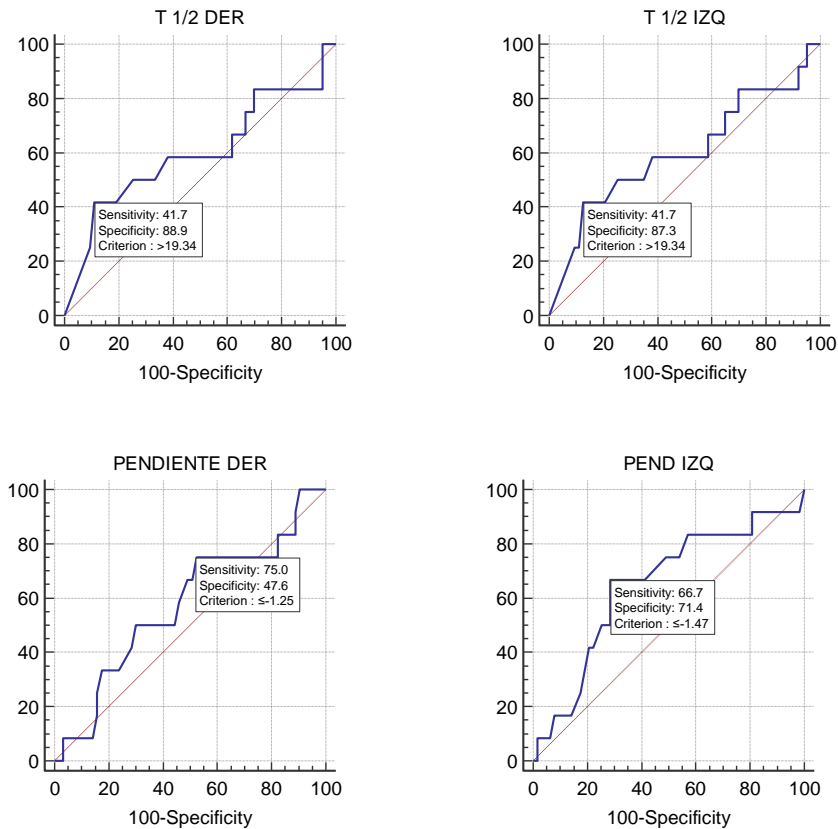 T 1/2 DER
100
80
60
40
20
0
Sensitivity: 41.7
Specificity: 88.9
Criterion : >19.34
0 20 40 60 80 100
100-Specificity
T 1/2 IZQ
100
80
60
40
20
0
Sensitivity: 41.7
Specificity: 87.3
Criterion : >19.34
0 20 40 60 80 100
100-Specificity
PENDIENTE DER
100
80
60
40
20
0
Sensitivity: 75.0
Specificity: 47.6
Criterion : ≤-1.25
0 20 40 60 80 100
100-Specificity
PEND IZQ
100
80
60
40
20
0
Sensitivity: 66.7
Specificity: 71.4
Criterion : ≤-1.47
0 20 40 60 80 100
100-Specificity